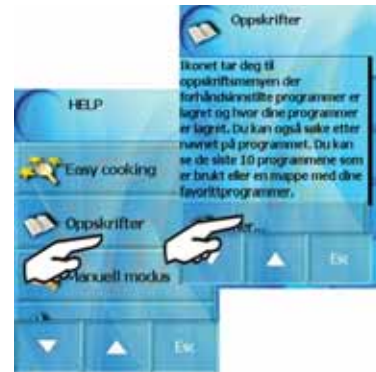 HELP
Easy cooking
Oppskrifter
Manuell modus
Esc
Oppskrifter
Ikonet tar deg til
oppskriftsmenyen der
forhåndsinnstilte programmer er
lagret og hvor dine programmer
er lagret. Du kan også søke etter
navnet på programmet. Du kan
se de siste 10 programmene som
er brukt eller en mappe med dine
favorittprogrammer.
Esc